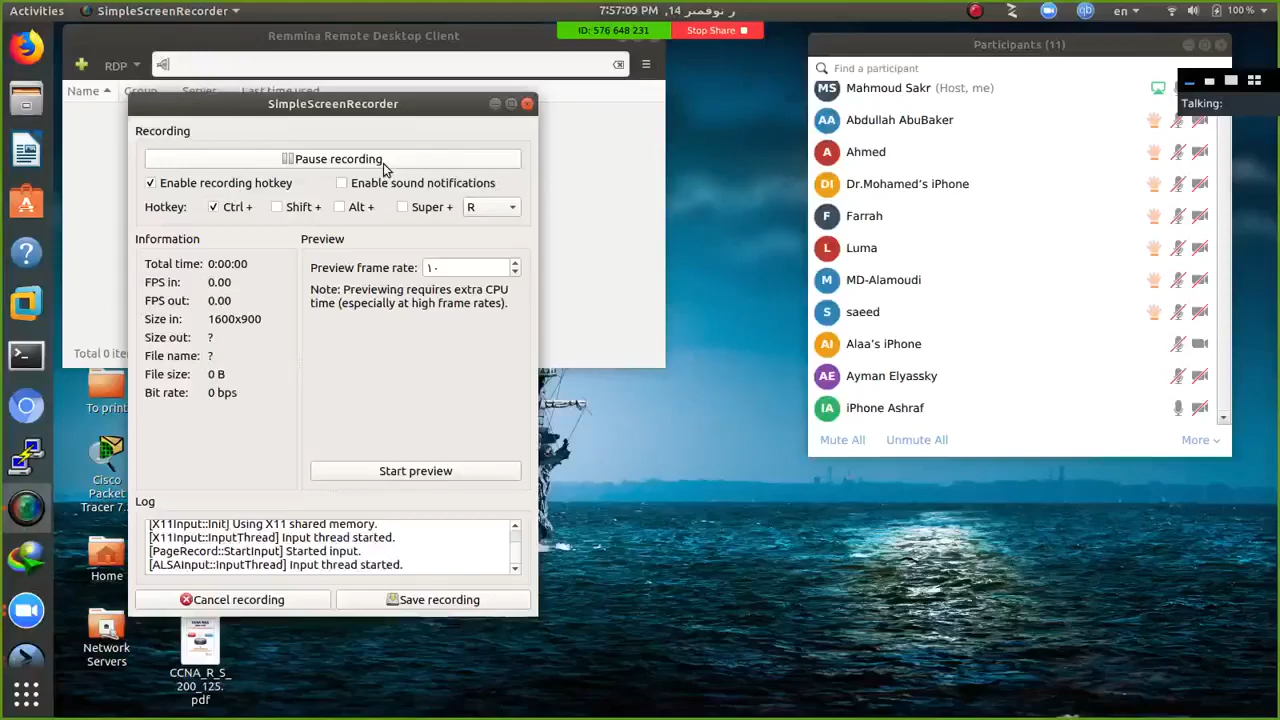 Activities
SimpleScreenRecorder
7:57:09 PM ,14 نوفمبر ر
en
100 %
Remmina Remote Desktop Client
ID: 576 648 231
Stop Share
RDP
Name
Group
Server
Last time used
Total 0 ite
SimpleScreenRecorder
Recording
Pause recording
Enable recording hotkey
Enable sound notifications
Hotkey:
Ctrl +
Shift +
Alt +
Super +
R
Information
Total time: 0:00:00
FPS in: 0.00
FPS out: 0.00
Size in: 1600x900
Size out: ?
File name: ?
File size: 0 B
Bit rate: 0 bps
Preview
Preview frame rate: ١٠
Note: Previewing requires extra CPU
time (especially at high frame rates).
Start preview
Log
[X11Input::Init] Using X11 shared memory.
[X11Input::InputThread] Input thread started.
[PageRecord::StartInput] Started input.
[ALSAInput::InputThread] Input thread started.
Cancel recording
Save recording
Participants (11)
Find a participant
MS Mahmoud Sakr (Host, me)
AA Abdullah AbuBaker
A Ahmed
DI Dr.Mohamed's iPhone
F Farrah
L Luma
M MD-Alamoudi
S saeed
AI Alaa's iPhone
AE Ayman Elyassky
IA iPhone Ashraf
Mute All
Unmute All
More
Talking:
To print
Cisco
Packet
Tracer 7.
Home
Network
Servers
CCNA_R_S_
200_125.
pdf